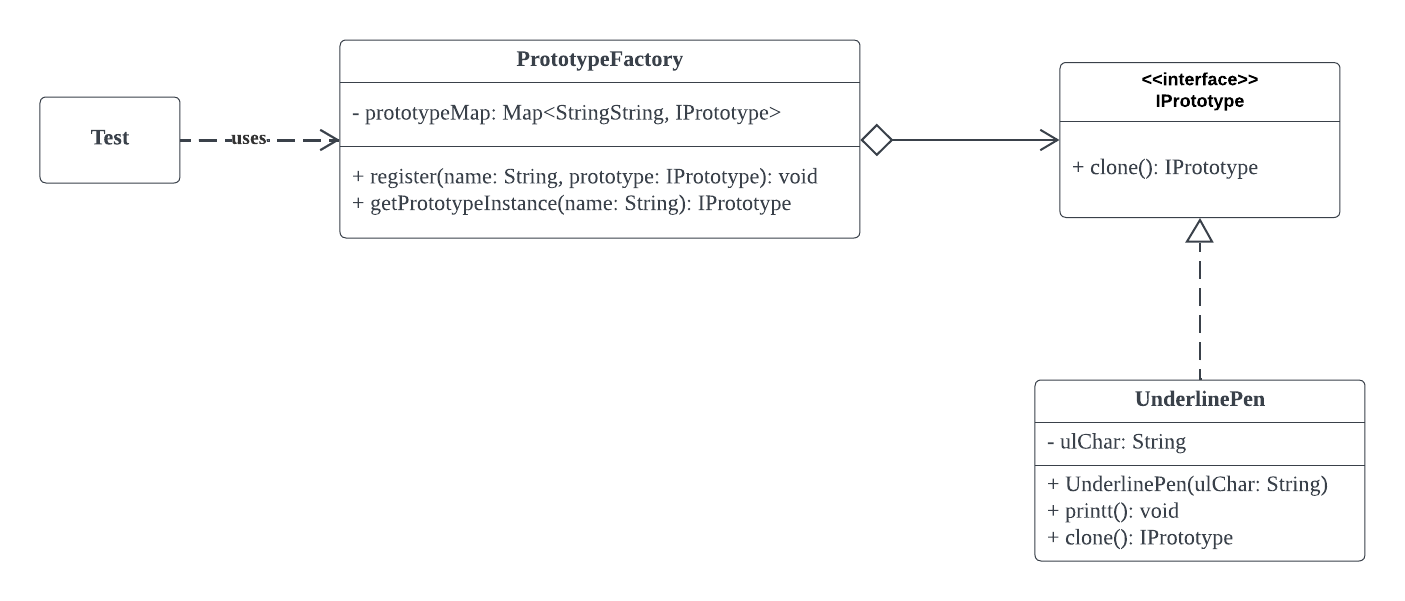 PrototypeFactory
- prototypeMap: Map<StringString, IPrototype>
+ register(name: String, prototype: IPrototype): void
+ getPrototypeInstance(name: String): IPrototype
<<interface>>
IPrototype
+ clone(): IPrototype
Test
uses
UnderlinePen
- ulChar: String
+ UnderlinePen(ulChar: String)
+ printt(): void
+ clone(): IPrototype